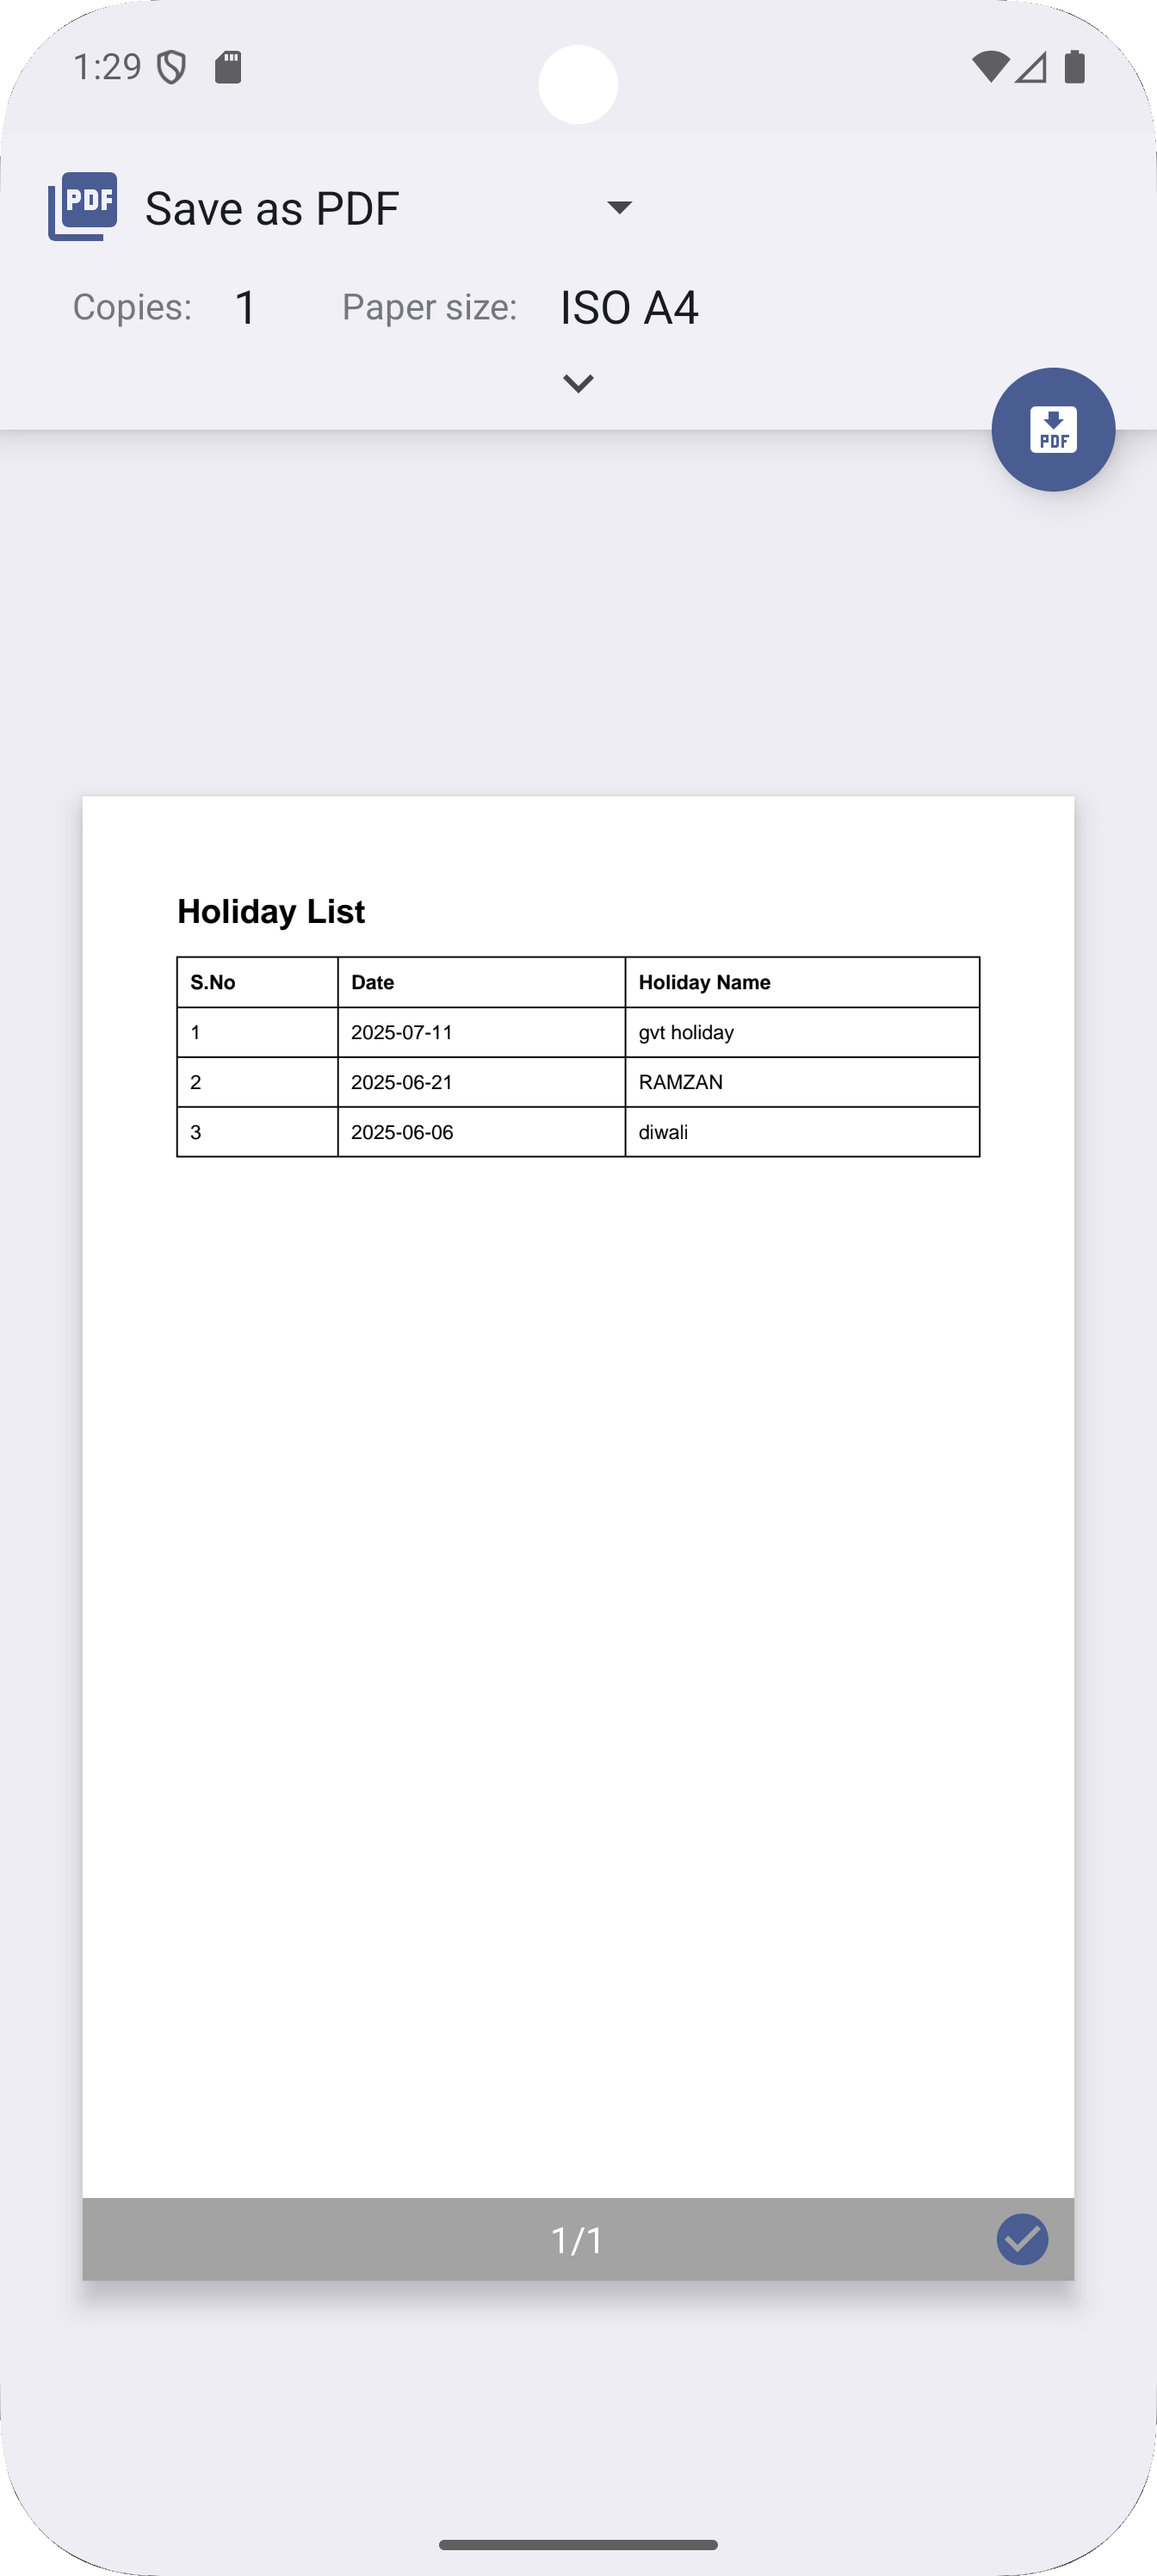 1:29
PDF Save as PDF
Copies: 1 Paper size: ISO A4
PDF
Holiday List
S.No Date Holiday Name
1 2025-07-11 gvt holiday
2 2025-06-21 RAMZAN
3 2025-06-06 diwali
1/1